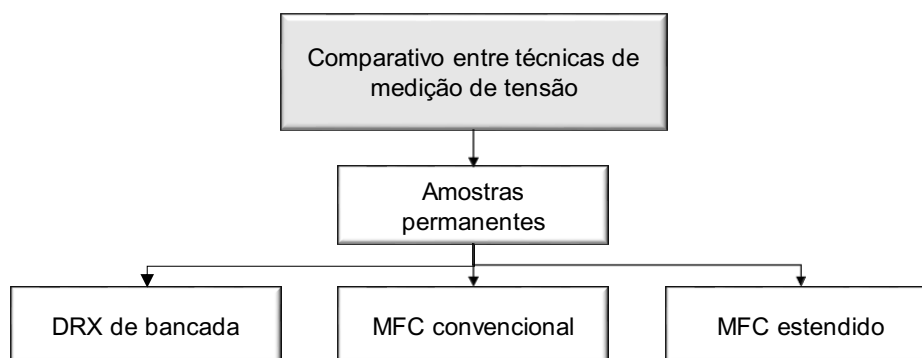 Comparativo entre técnicas de
medição de tensão
Amostras
permanentes
DRX de bancada
MFC convencional
MFC estendido